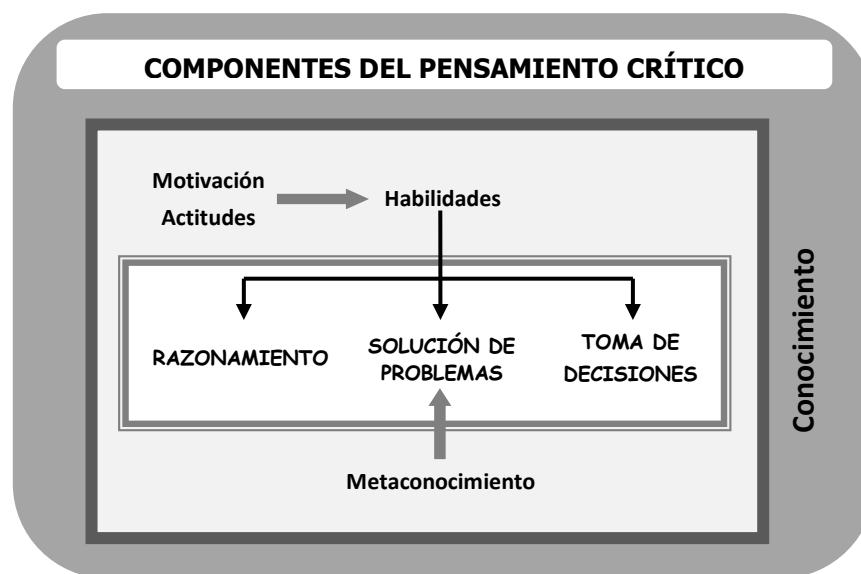 COMPONENTES DEL PENSAMIENTO CRÍTICO
Motivación
Actitudes
Habilidades
RAZONAMIENTO
SOLUCIÓN DE
PROBLEMAS
TOMA DE
DECISIONES
Metaconocimiento
Conocimiento